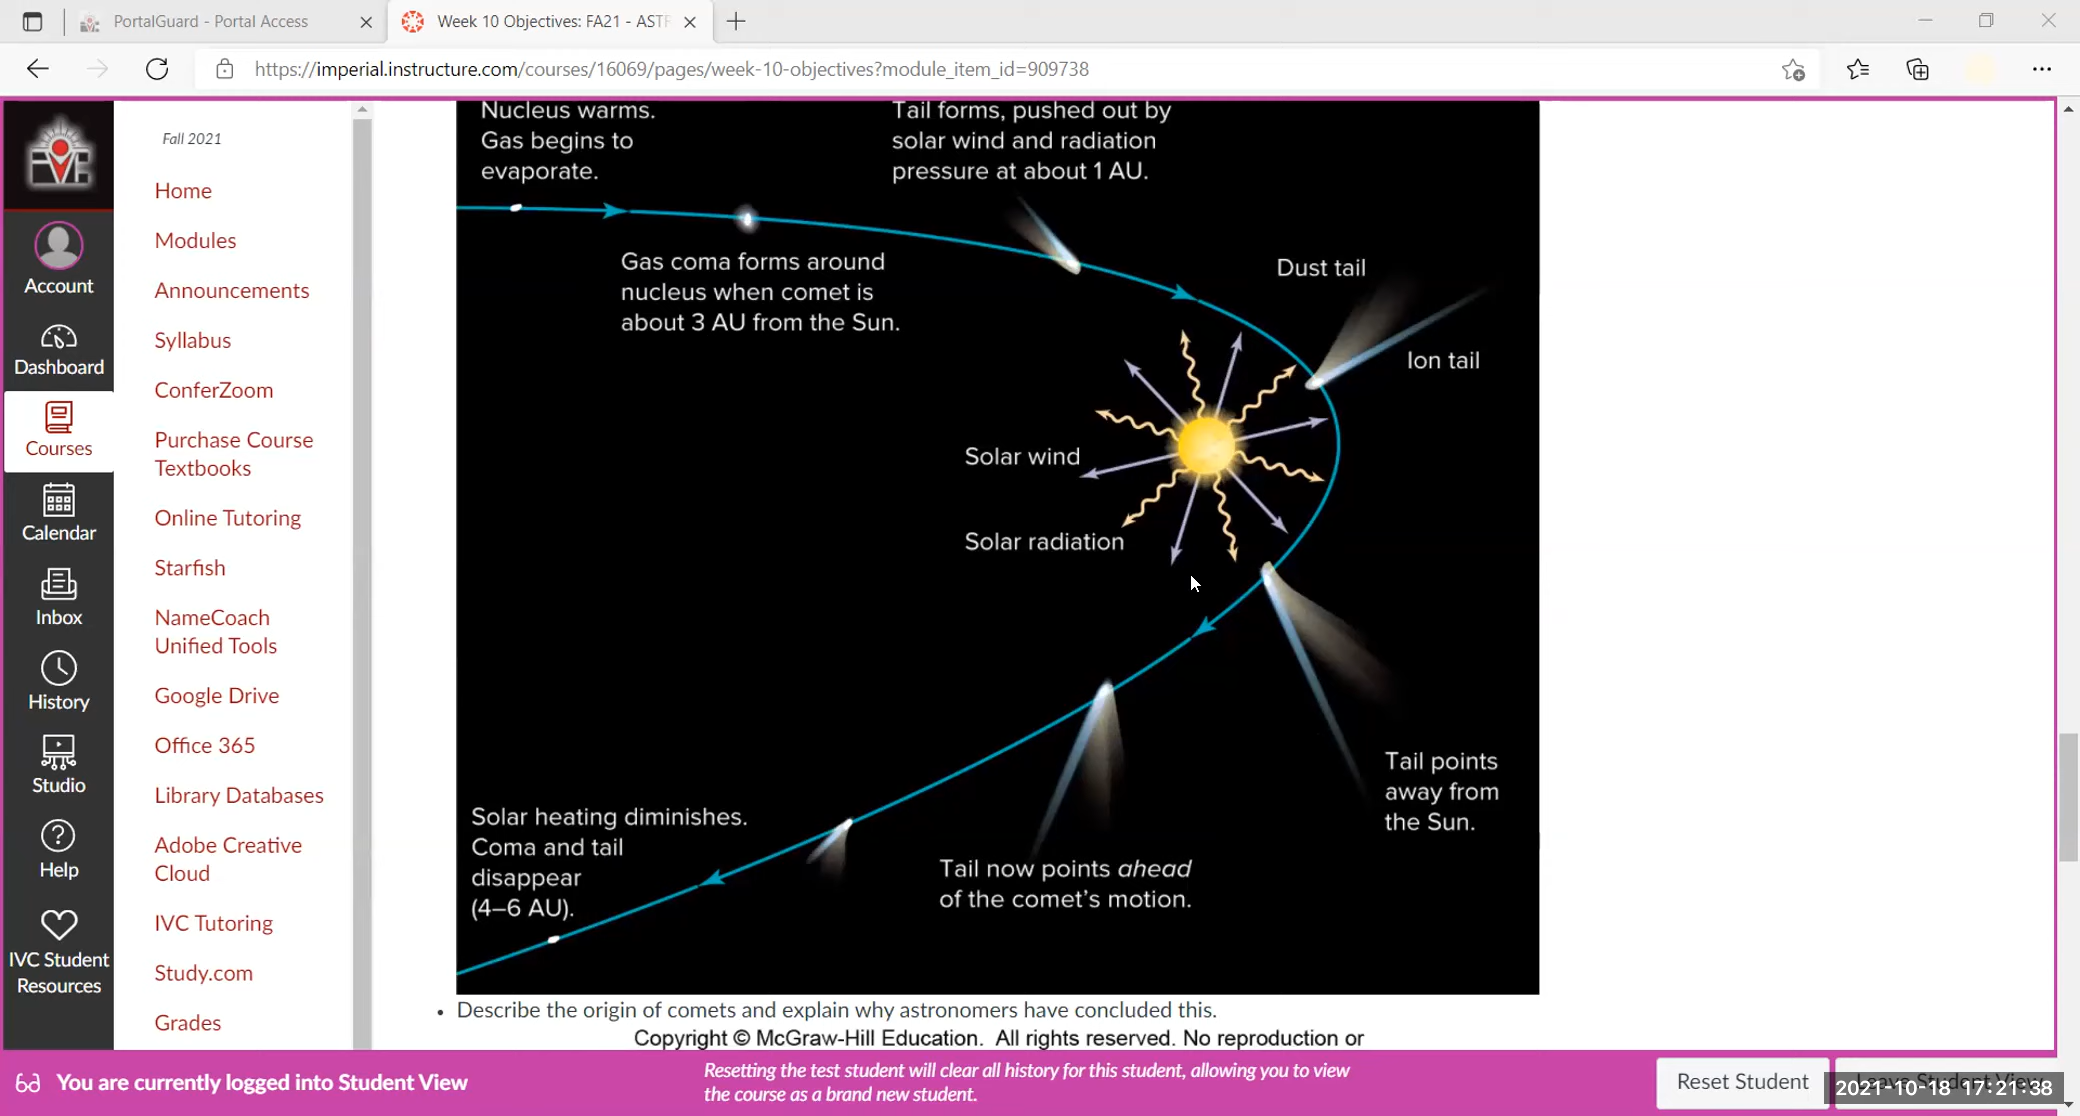 PortalGuard - Portal Access
Week 10 Objectives: FA21 - AST
https://imperial.instructure.com/courses/16069/pages/week-10-objectives?module_item_id=909738
IVC
Account
Dashboard
Courses
Calendar
Inbox
History
Studio
Help
IVC Student
Resources
Fall 2021
Home
Modules
Announcements
Syllabus
ConferZoom
Purchase Course
Textbooks
Online Tutoring
Starfish
NameCoach
Unified Tools
Google Drive
Office 365
Library Databases
Adobe Creative
Cloud
IVC Tutoring
Study.com
Grades
Nucleus warms.
Gas begins to
evaporate.
Tail forms, pushed out by
solar wind and radiation
pressure at about 1 AU.
Gas coma forms around
nucleus when comet is
about 3 AU from the Sun.
Dust tail
Ion tail
Solar wind
Solar radiation
Tail points
away from
the Sun.
Tail now points ahead
of the comet's motion.
Solar heating diminishes.
Coma and tail
disappear
(4–6 AU).
• Describe the origin of comets and explain why astronomers have concluded this.
Copyright © McGraw-Hill Education. All rights reserved. No reproduction or
You are currently logged into Student View
Resetting the test student will clear all history for this student, allowing you to view
the course as a brand new student.
Reset Student
Leave Student View
2021-10-18 17:21:38